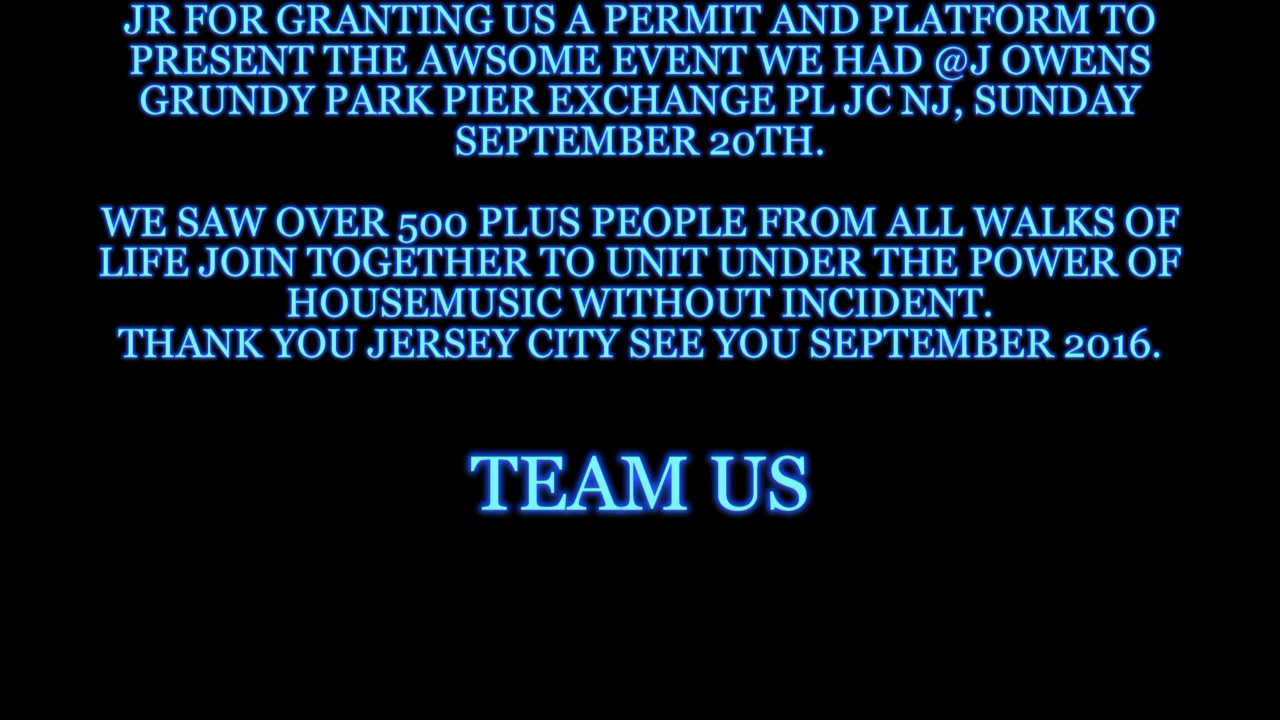 JR FOR GRANTING US A PERMIT AND PLATFORM TO
PRESENT THE AWSOME EVENT WE HAD @J OWENS
GRUNDY PARK PIER EXCHANGE PL JC NJ, SUNDAY
SEPTEMBER 20TH.
WE SAW OVER 500 PLUS PEOPLE FROM ALL WALKS OF
LIFE JOIN TOGETHER TO UNIT UNDER THE POWER OF
HOUSEMUSIC WITHOUT INCIDENT.
THANK YOU JERSEY CITY SEE YOU SEPTEMBER 2016.
TEAM US